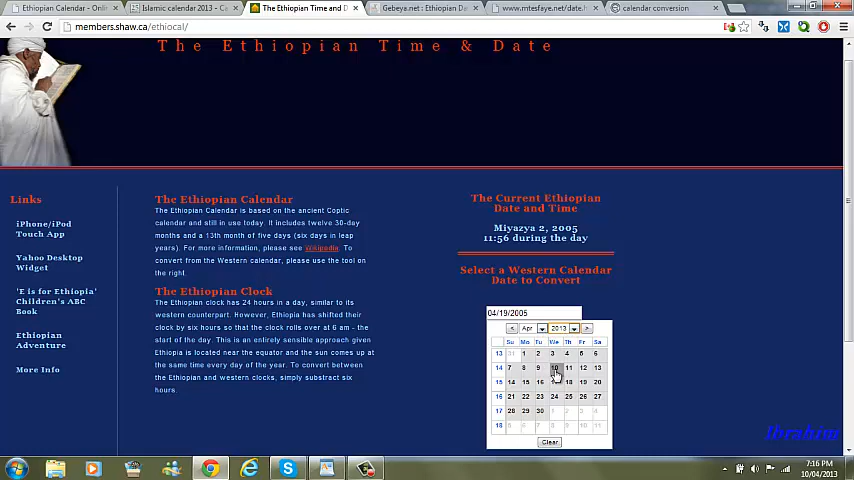 Ethiopian Calendar - Onli
Islamic calendar 2013 - C
The Ethiopian Time and D
Gebeya.net : Ethiopian Da
www.mtesfaye.net/date.h
calendar conversion
members.shaw.ca/ethiocal/
The Ethiopian Time & Date
Links
iPhone/iPod
Touch App
Yahoo Desktop
Widget
'E is for Ethiopia'
Children's ABC
Book
Ethiopian
Adventure
More Info
The Ethiopian Calendar
The Ethiopian Calendar is based on the ancient Coptic
calendar and still in use today. It includes twelve 30-day
months and a 13th month of five days (six days in leap
years). For more information, please see Wikipedia. To
convert from the Western calendar, please use the tool on
the right.
The Ethiopian Clock
The Ethiopian clock has 24 hours in a day, similar to its
western counterpart. However, Ethiopia has shifted their
clock by six hours so that the clock rolls over at 6 am - the
start of the day. This is an entirely sensible approach given
Ethiopia is located near the equator and the sun comes up at
the same time every day of the year. To convert between
the Ethiopian and western clocks, simply substract six
hours.
The Current Ethiopian
Date and Time
Miyazya 2, 2005
11:56 during the day
Select a Western Calendar
Date to Convert
04/19/2005
< Apr 2013 >
Su Mo Tu We Th Fr Sa
13 31 1 2 3 4 5 6
14 7 8 9 10 11 12 13
15 14 15 16 17 18 19 20
16 21 22 23 24 25 26 27
17 28 29 30 1 2 3 4
18 5 6 7 8 9 10 11
Clear
Ibrahim
7:16 PM
10/04/2013